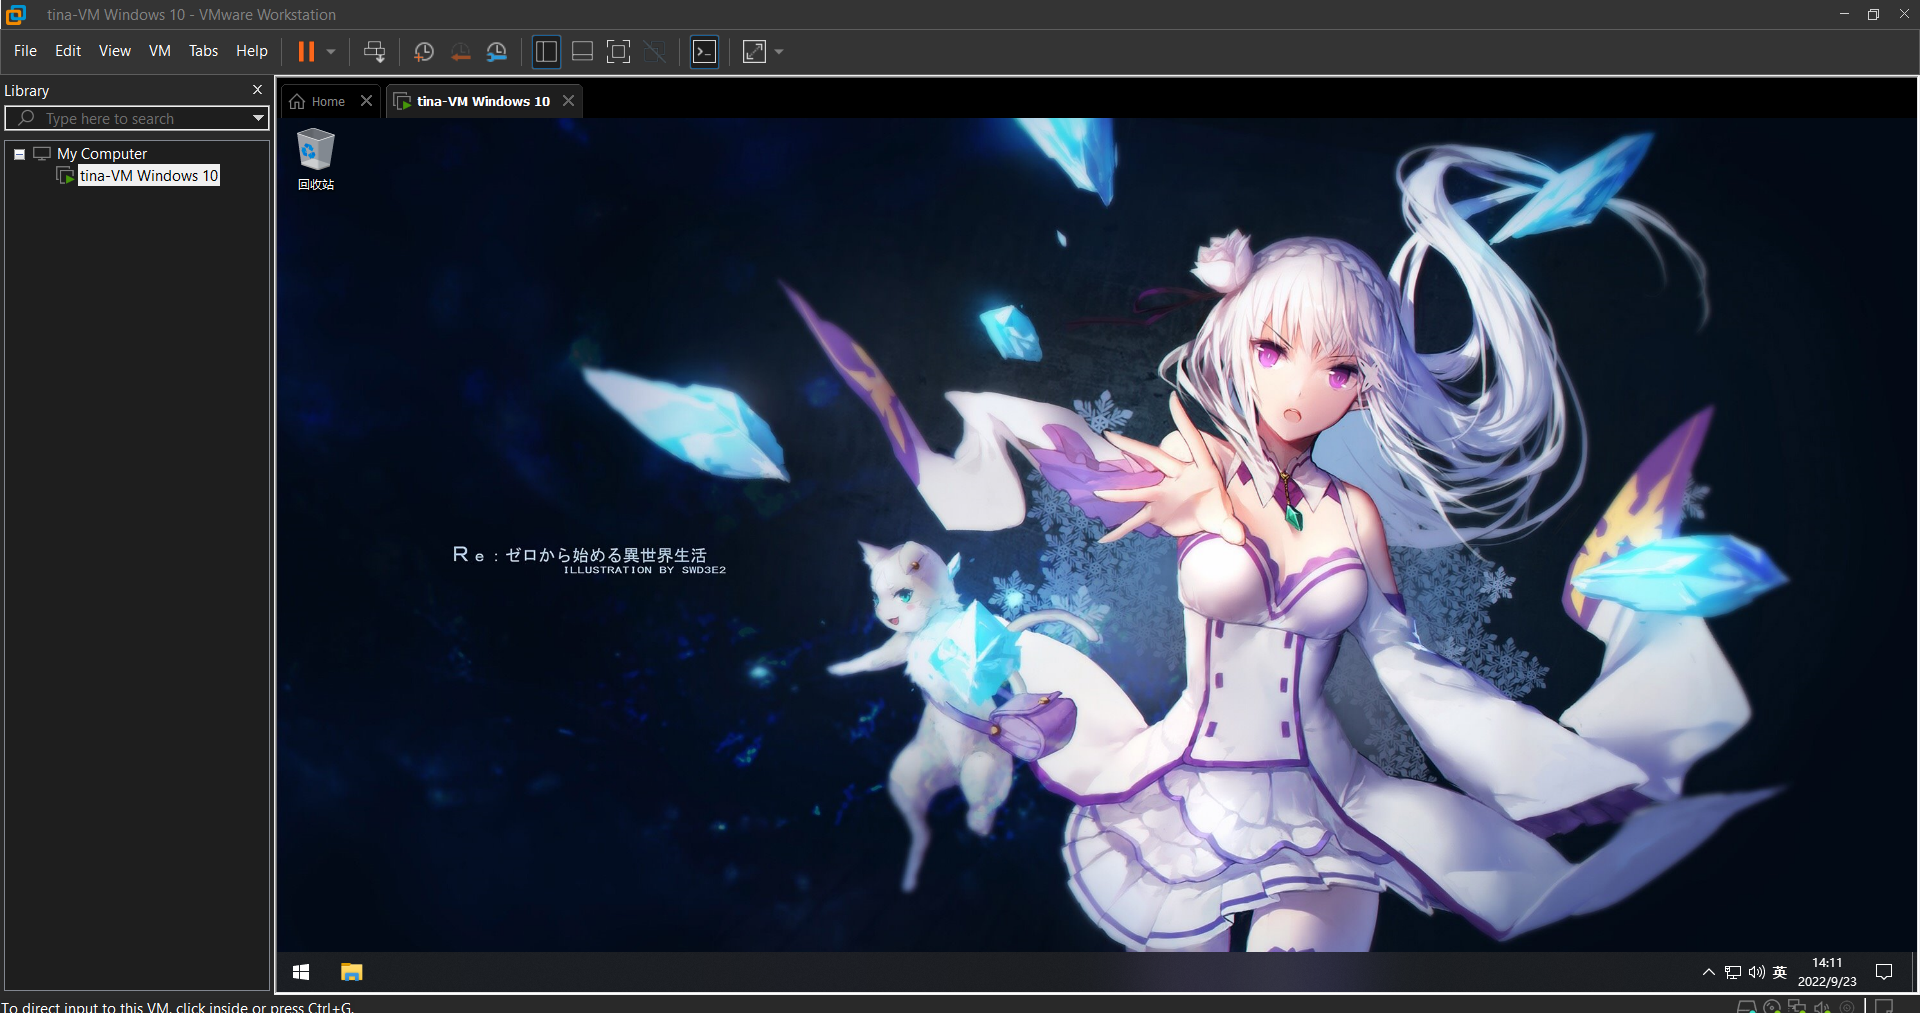 tina-VM Windows 10 - VMware Workstation
File Edit View VM Tabs Help
Library
Type here to search
My Computer
tina-VM Windows 10
Home
tina-VM Windows 10
回收站
Re：ゼロから始める異世界生活
ILLUSTRATION BY SWD3E2
英
14:11
2022/9/23
To direct input to this VM, click inside or press Ctrl+G.